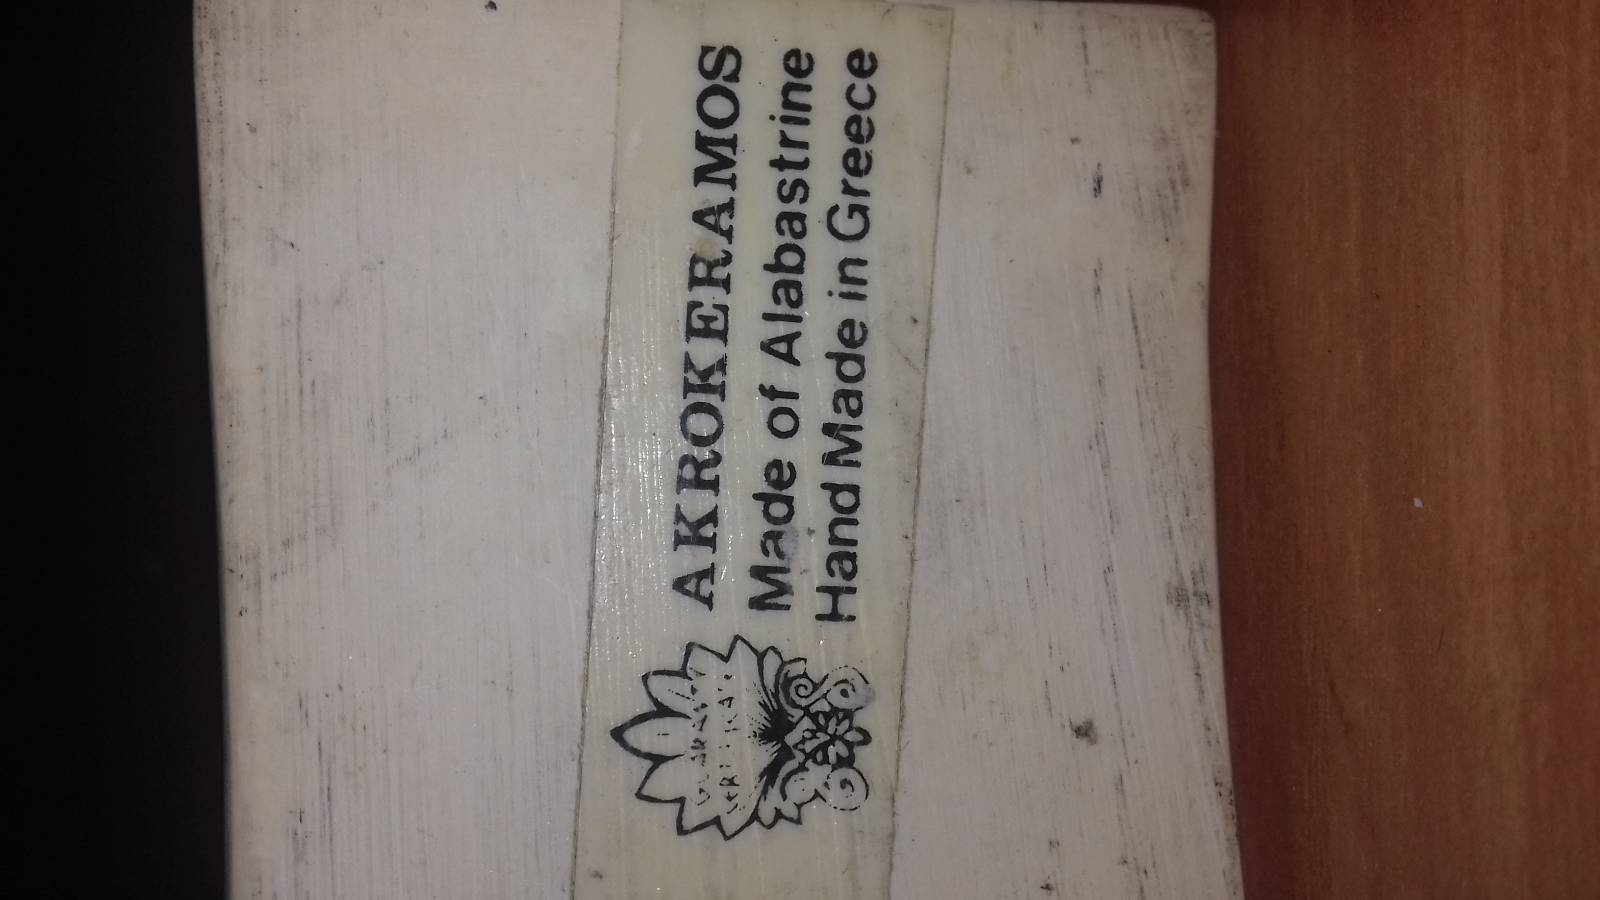 AKROKERAMOS
Made of Alabastrine
Hand Made in Greece